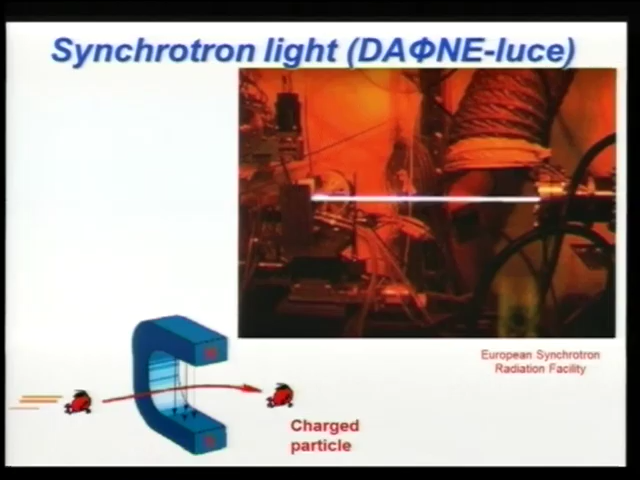 Synchrotron light (DAΦNE-luce)
European Synchrotron
Radiation Facility
Charged
particle